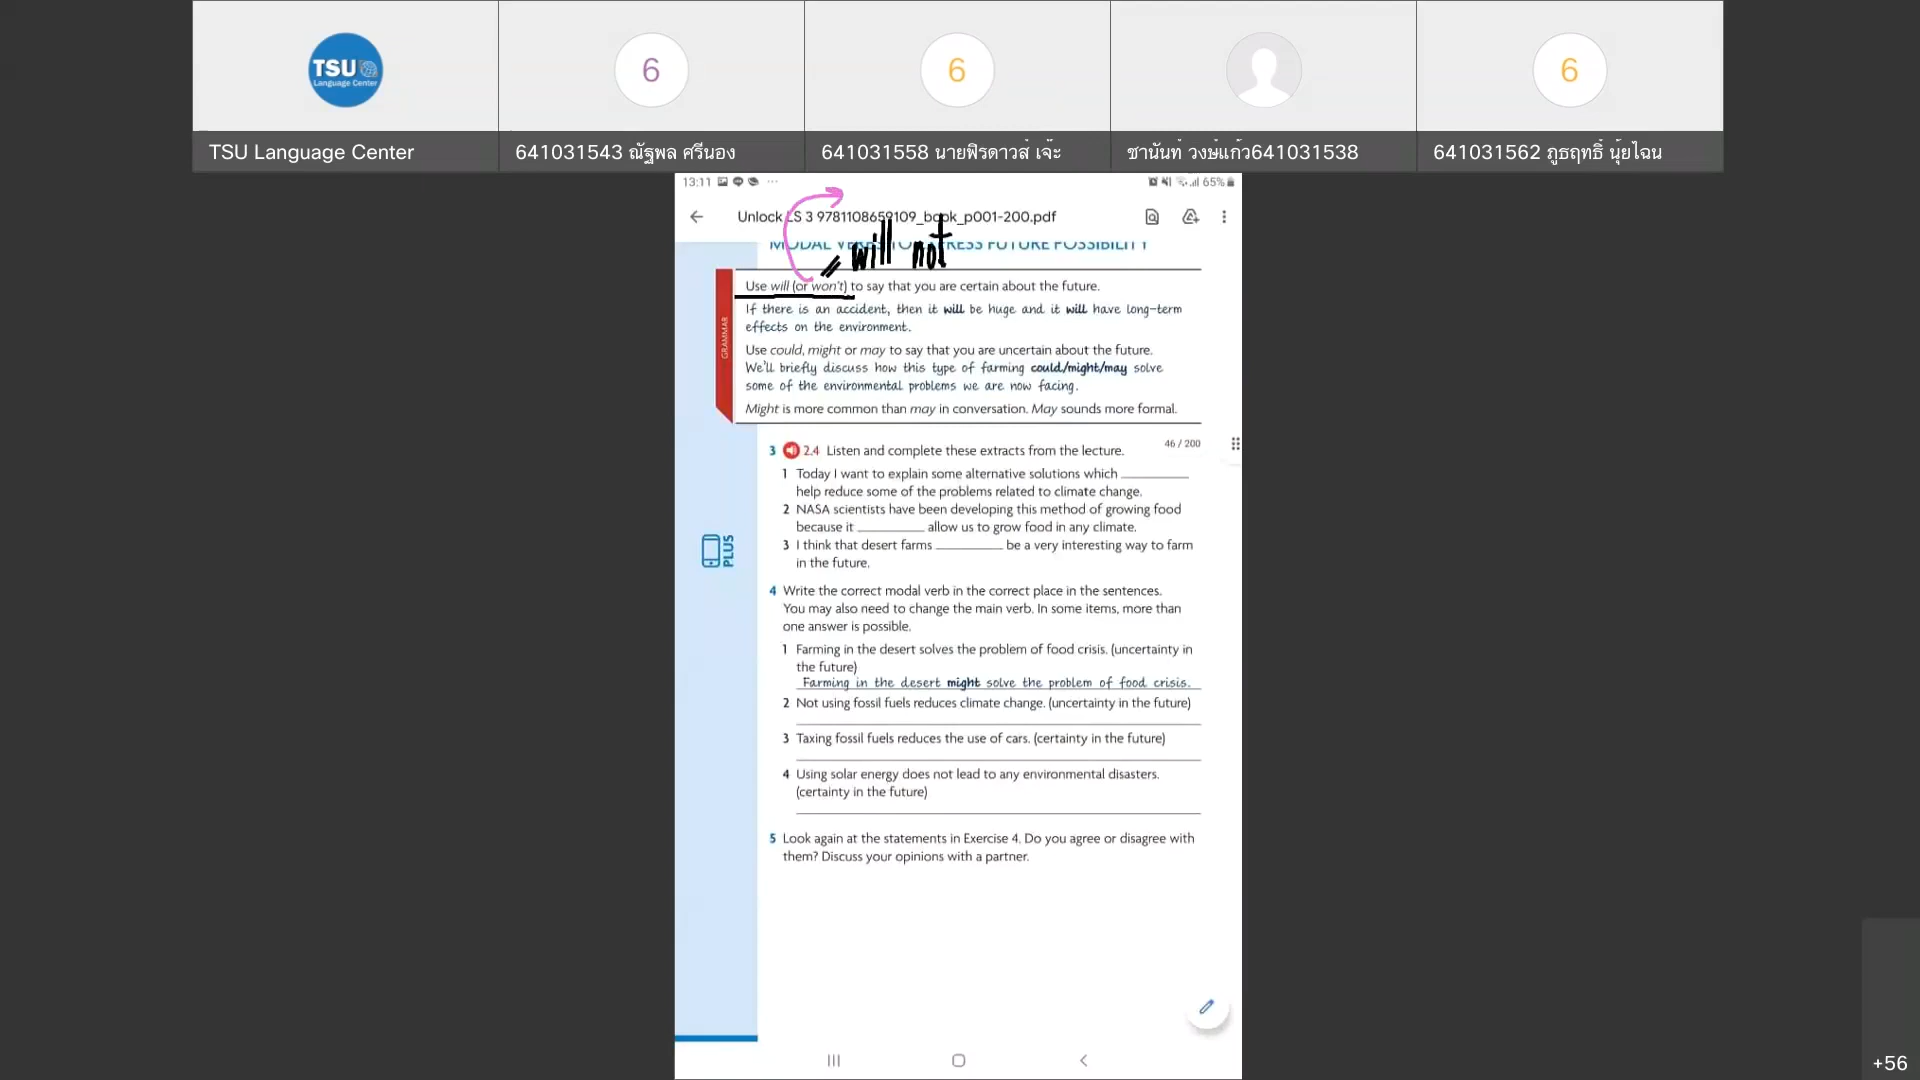 TSU
Language Center
6
6
6
TSU Language Center
641031543 ณัฐพล ศรีนอง
641031558 นายฟิรดาวส์ เจ๊ะ
ชานันท์ วงษ์แก้ว641031538
641031562 ภูธฤทธิ์ นุ้ยไฉน
13:11
65%
Unlock LS 3 9781108659109_book_p001-200.pdf
will not
MODAL VERBS TO EXPRESS FUTURE POSSIBILITY
GRAMMAR
Use will (or won't) to say that you are certain about the future.
If there is an accident, then it will be huge and it will have long-term
effects on the environment.
Use could, might or may to say that you are uncertain about the future.
We'll briefly discuss how this type of farming could/might/may solve
some of the environmental problems we are now facing.
Might is more common than may in conversation. May sounds more formal.
46 / 200
3 2.4 Listen and complete these extracts from the lecture.
1 Today I want to explain some alternative solutions which __________
help reduce some of the problems related to climate change.
2 NASA scientists have been developing this method of growing food
because it __________ allow us to grow food in any climate.
3 I think that desert farms __________ be a very interesting way to farm
in the future.
PLUS
4 Write the correct modal verb in the correct place in the sentences.
You may also need to change the main verb. In some items, more than
one answer is possible.
1 Farming in the desert solves the problem of food crisis. (uncertainty in
the future)
Farming in the desert might solve the problem of food crisis.
2 Not using fossil fuels reduces climate change. (uncertainty in the future)
3 Taxing fossil fuels reduces the use of cars. (certainty in the future)
4 Using solar energy does not lead to any environmental disasters.
(certainty in the future)
5 Look again at the statements in Exercise 4. Do you agree or disagree with
them? Discuss your opinions with a partner.
+56